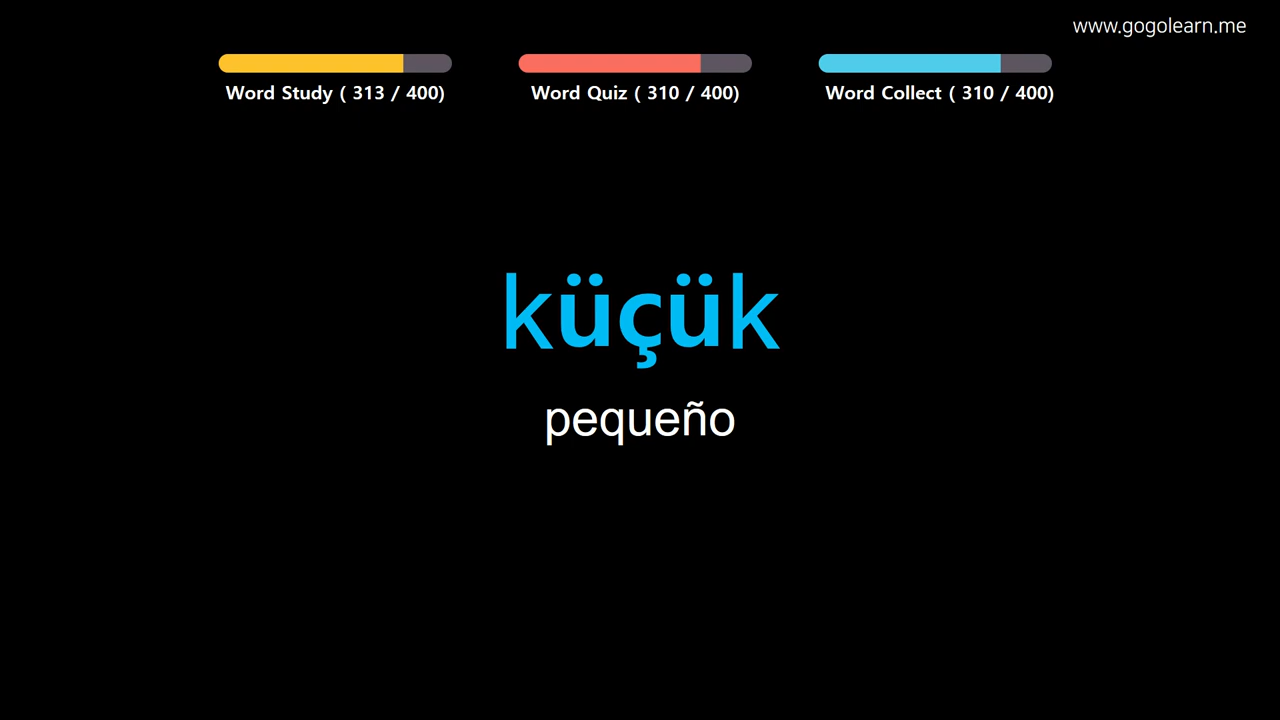 www.gogolearn.me
Word Study ( 313 / 400)
Word Quiz ( 310 / 400)
Word Collect ( 310 / 400)
küçük
pequeño